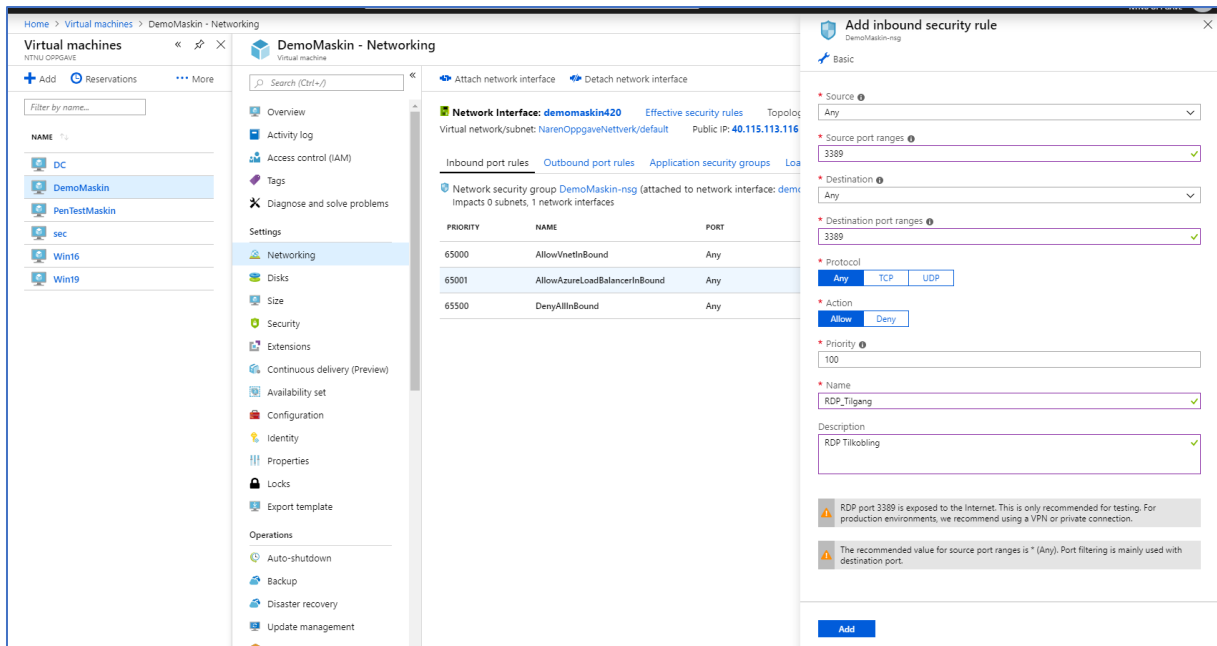 Home > Virtual machines > DemoMaskin - Networking
Virtual machines
NTNU OPPGAVE
Add Reservations More
Filter by name...
NAME
DC
DemoMaskin
PenTestMaskin
sec
Win16
Win19
DemoMaskin - Networking
Virtual machine
Search (Ctrl+/)
Overview
Activity log
Access control (IAM)
Tags
Diagnose and solve problems
Settings
Networking
Disks
Size
Security
Extensions
Continuous delivery (Preview)
Availability set
Configuration
Identity
Properties
Locks
Export template
Operations
Auto-shutdown
Backup
Disaster recovery
Update management
Attach network interface Detach network interface
Network Interface: demomaskin420 Effective security rules Topolog
Virtual network/subnet: NarenOppgaveNettverk/default Public IP: 40.115.113.116
Inbound port rules Outbound port rules Application security groups Loa
Network security group DemoMaskin-nsg (attached to network interface: demo
Impacts 0 subnets, 1 network interfaces
PRIORITY NAME PORT
65000 AllowVnetInBound Any
65001 AllowAzureLoadBalancerInBound Any
65500 DenyAllInBound Any
Add inbound security rule
DemoMaskin-nsg
Basic
* Source
Any
* Source port ranges
3389
* Destination
Any
* Destination port ranges
3389
* Protocol
Any TCP UDP
* Action
Allow Deny
* Priority
100
* Name
RDP_Tilgang
Description
RDP Tilkobling
RDP port 3389 is exposed to the Internet. This is only recommended for testing. For
production environments, we recommend using a VPN or private connection.
The recommended value for source port ranges is * (Any). Port filtering is mainly used with
destination port.
Add